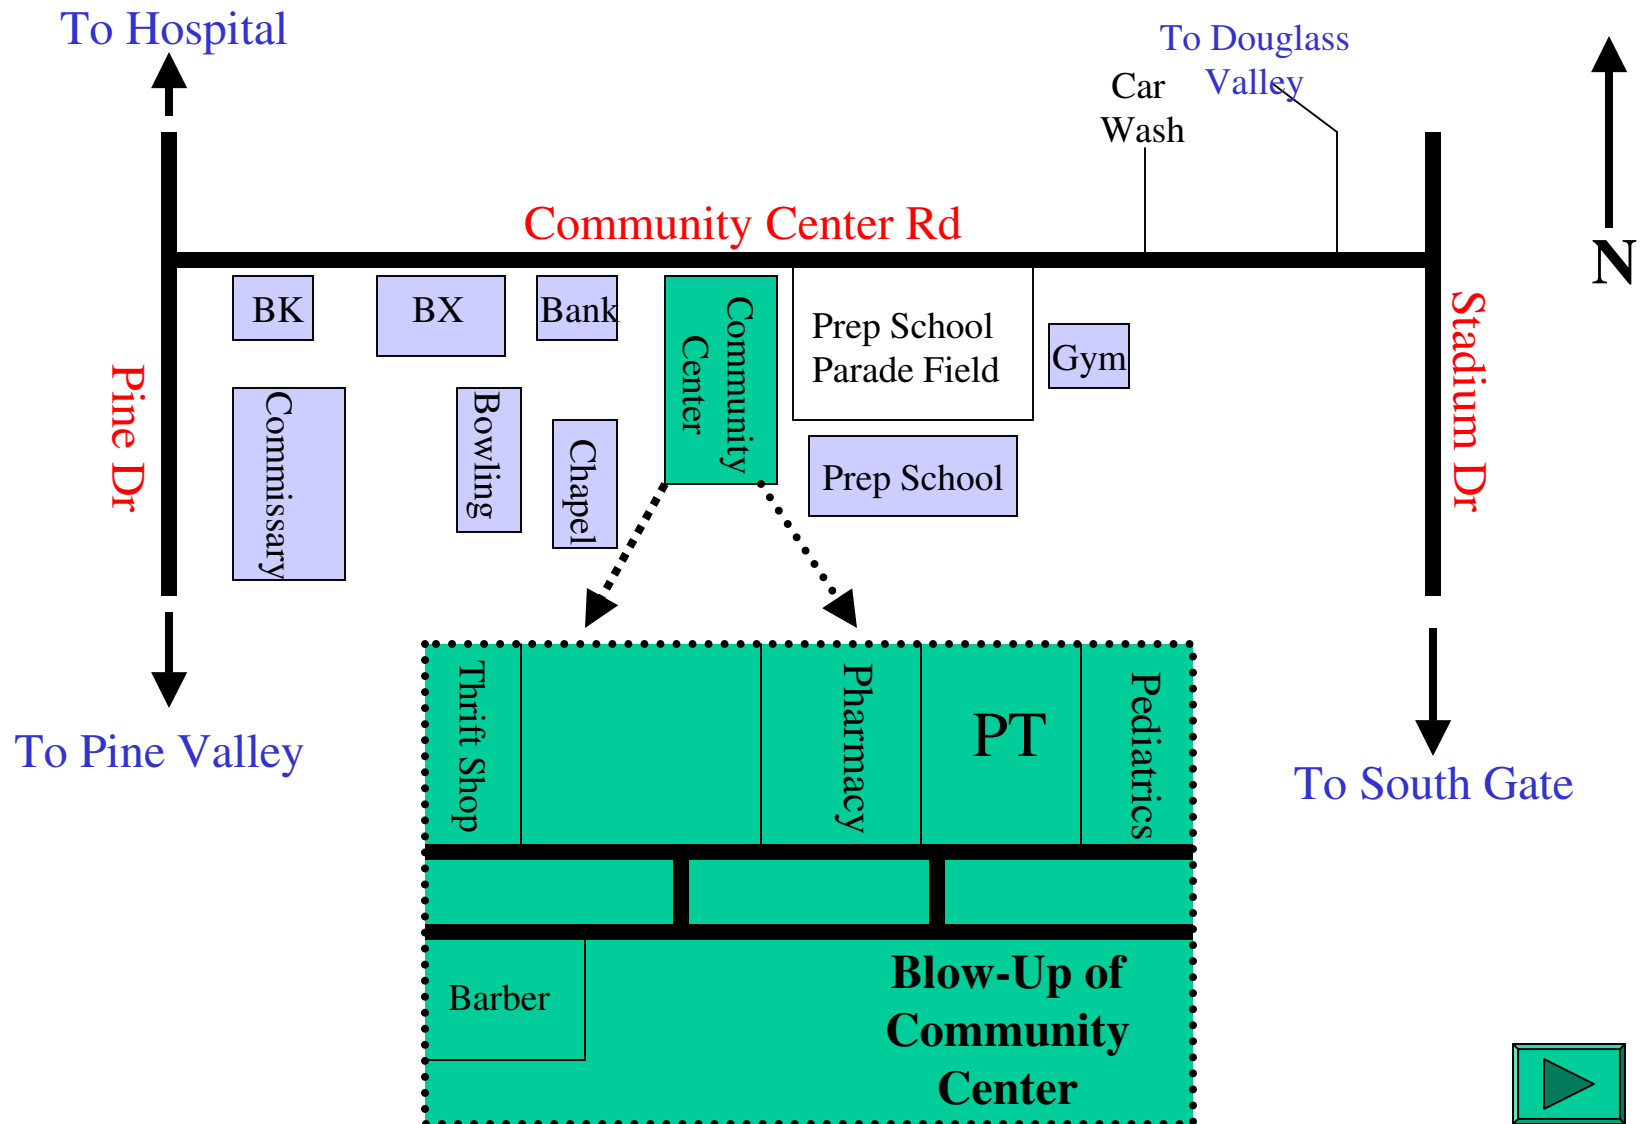 To Hospital
To Douglass
Valley
Car
Wash
N
Community Center Rd
BK
BX
Bank
Community
Center
Prep School
Parade Field
Gym
Pine Dr
Stadium Dr
Commissary
Bowling
Chapel
Prep School
To Pine Valley
To South Gate
Thrift Shop
Pharmacy
PT
Pediatrics
Barber
Blow-Up of
Community
Center